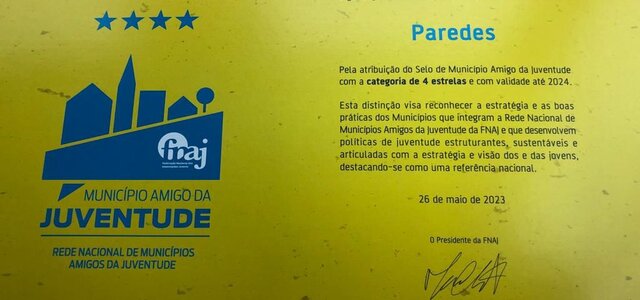 fnaj
MUNICÍPIO AMIGO DA
JUVENTUDE
REDE NACIONAL DE MUNICÍPIOS
AMIGOS DA JUVENTUDE
Paredes
Pela atribuição do Selo de Município Amigo da Juventude
com a categoria de 4 estrelas e com validade até 2024.
Esta distinção visa reconhecer a estratégia e as boas
práticas dos Municípios que integram a Rede Nacional de
Municípios Amigos da Juventude da FNAJ e que desenvolvem
políticas de juventude estruturantes, sustentáveis e
articuladas com a estratégia e visão dos e das jovens,
destacando-se como uma referência nacional.
26 de maio de 2023
O Presidente da FNAJ